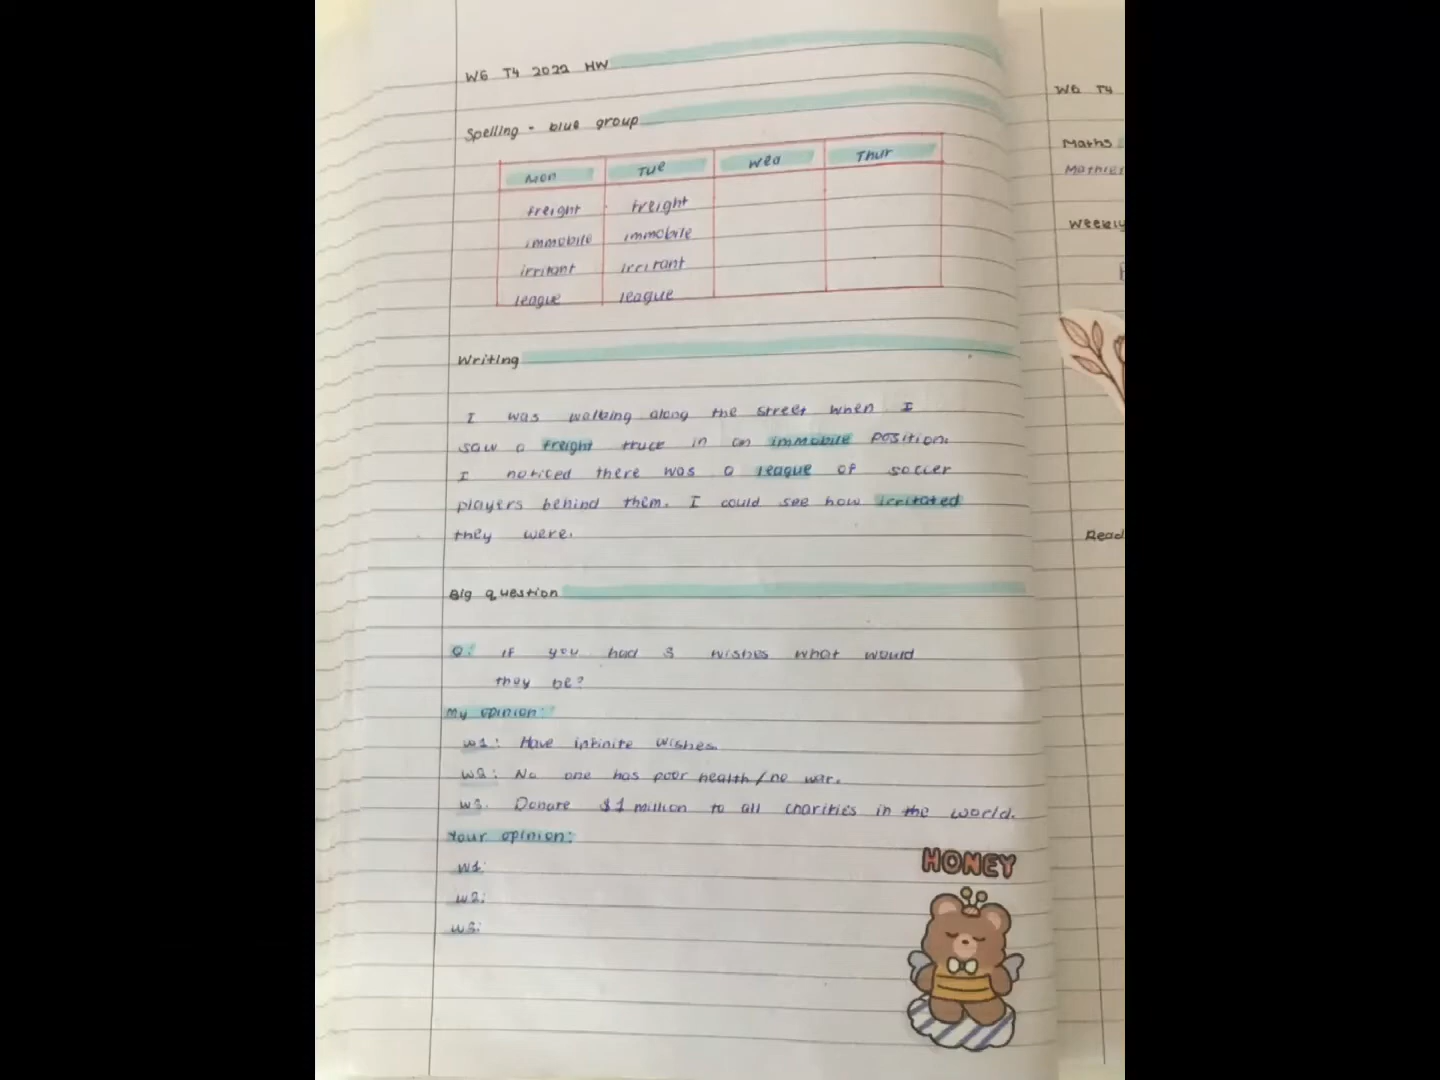 W6 T4 2022 HW
Spelling - blue group
Mon Tue Wed Thur
freight freight
immobile immobile
irritant irritant
league league
Writing
I was walking along the street when I
saw a freight truck in an immobile position.
I noticed there was a league of soccer
players behind them. I could see how irritated
they were.
Big question
Q: If you had 3 wishes what would
they be?
My opinion:
W1: Have infinite wishes.
W2: No one has poor health/no war.
W3. Donate $1 million to all charities in the world.
Your opinion:
W1:
W2:
W3:
HONEY
W6 T4
Maths
Weekly
Read